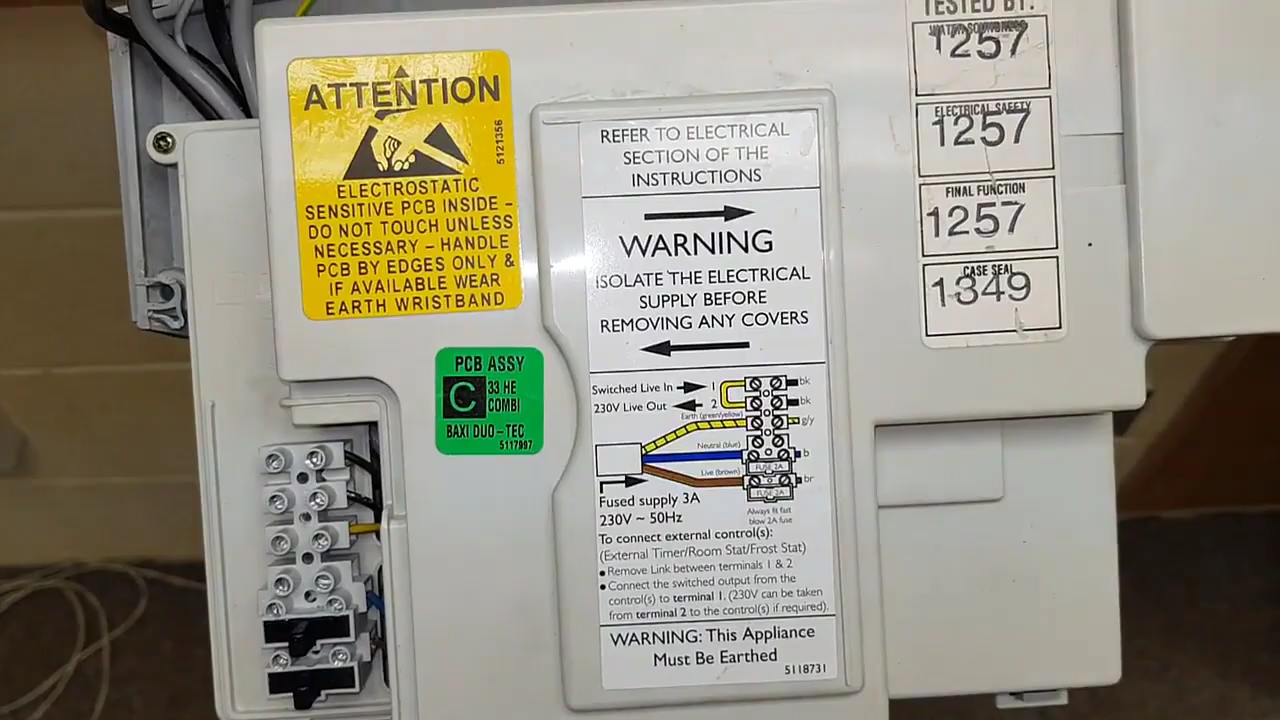 ATTENTION
5121356
ELECTROSTATIC
SENSITIVE PCB INSIDE –
DO NOT TOUCH UNLESS
NECESSARY – HANDLE
PCB BY EDGES ONLY &
IF AVAILABLE WEAR
EARTH WRISTBAND
PCB ASSY
C 33 HE
COMBI
BAXI DUO-TEC
5117997
REFER TO ELECTRICAL
SECTION OF THE
INSTRUCTIONS
WARNING
ISOLATE THE ELECTRICAL
SUPPLY BEFORE
REMOVING ANY COVERS
Switched Live In 1 bk
230V Live Out 2 bk
Earth (green/yellow) g/y
Neutral (blue) b
FUSE 2A
Live (brown) br
FUSE 2A
Fused supply 3A
230V ~ 50Hz
Always fit fast
blow 2A fuse
To connect external control(s):
(External Timer/Room Stat/Frost Stat)
• Remove Link between terminals 1 & 2
• Connect the switched output from the
control(s) to terminal 1. (230V can be taken
from terminal 2 to the control(s) if required).
WARNING: This Appliance
Must Be Earthed
5118731
TESTED BY:
WATER SOUNDNESS
1257
ELECTRICAL SAFETY
1257
FINAL FUNCTION
1257
CASE SEAL
1349